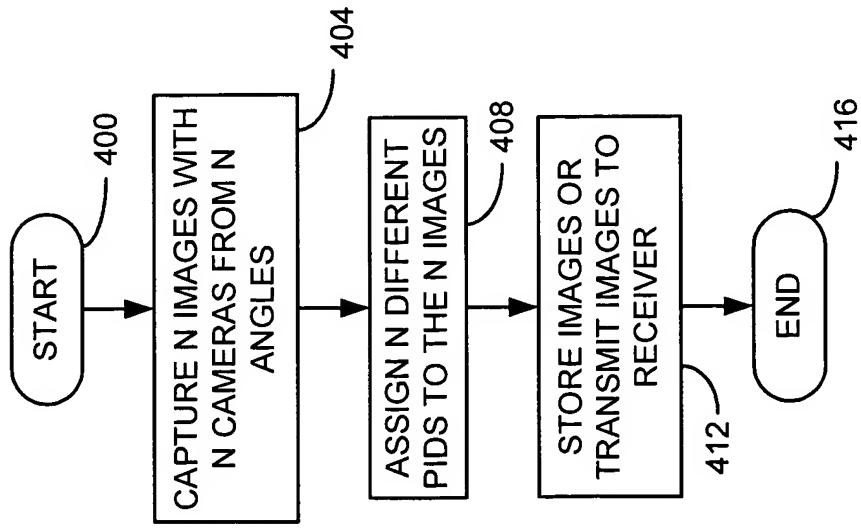 START
400
CAPTURE N IMAGES WITH
N CAMERAS FROM N
ANGLES
404
ASSIGN N DIFFERENT
PIDS TO THE N IMAGES
408
STORE IMAGES OR
TRANSMIT IMAGES TO
RECEIVER
412
END
416